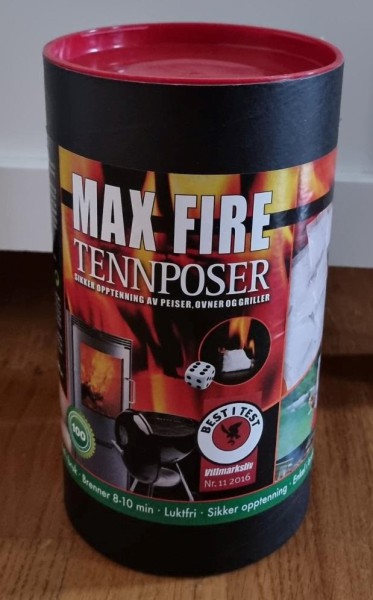 MAX FIRE
TENNPOSER
SIKKER OPPTENNING AV PEISER, OVNER OG GRILLER
BEST I TEST
Villmarksliv
Nr. 11 2016
100
· Brenner 8-10 min · Luktfri · Sikker opptenning ·